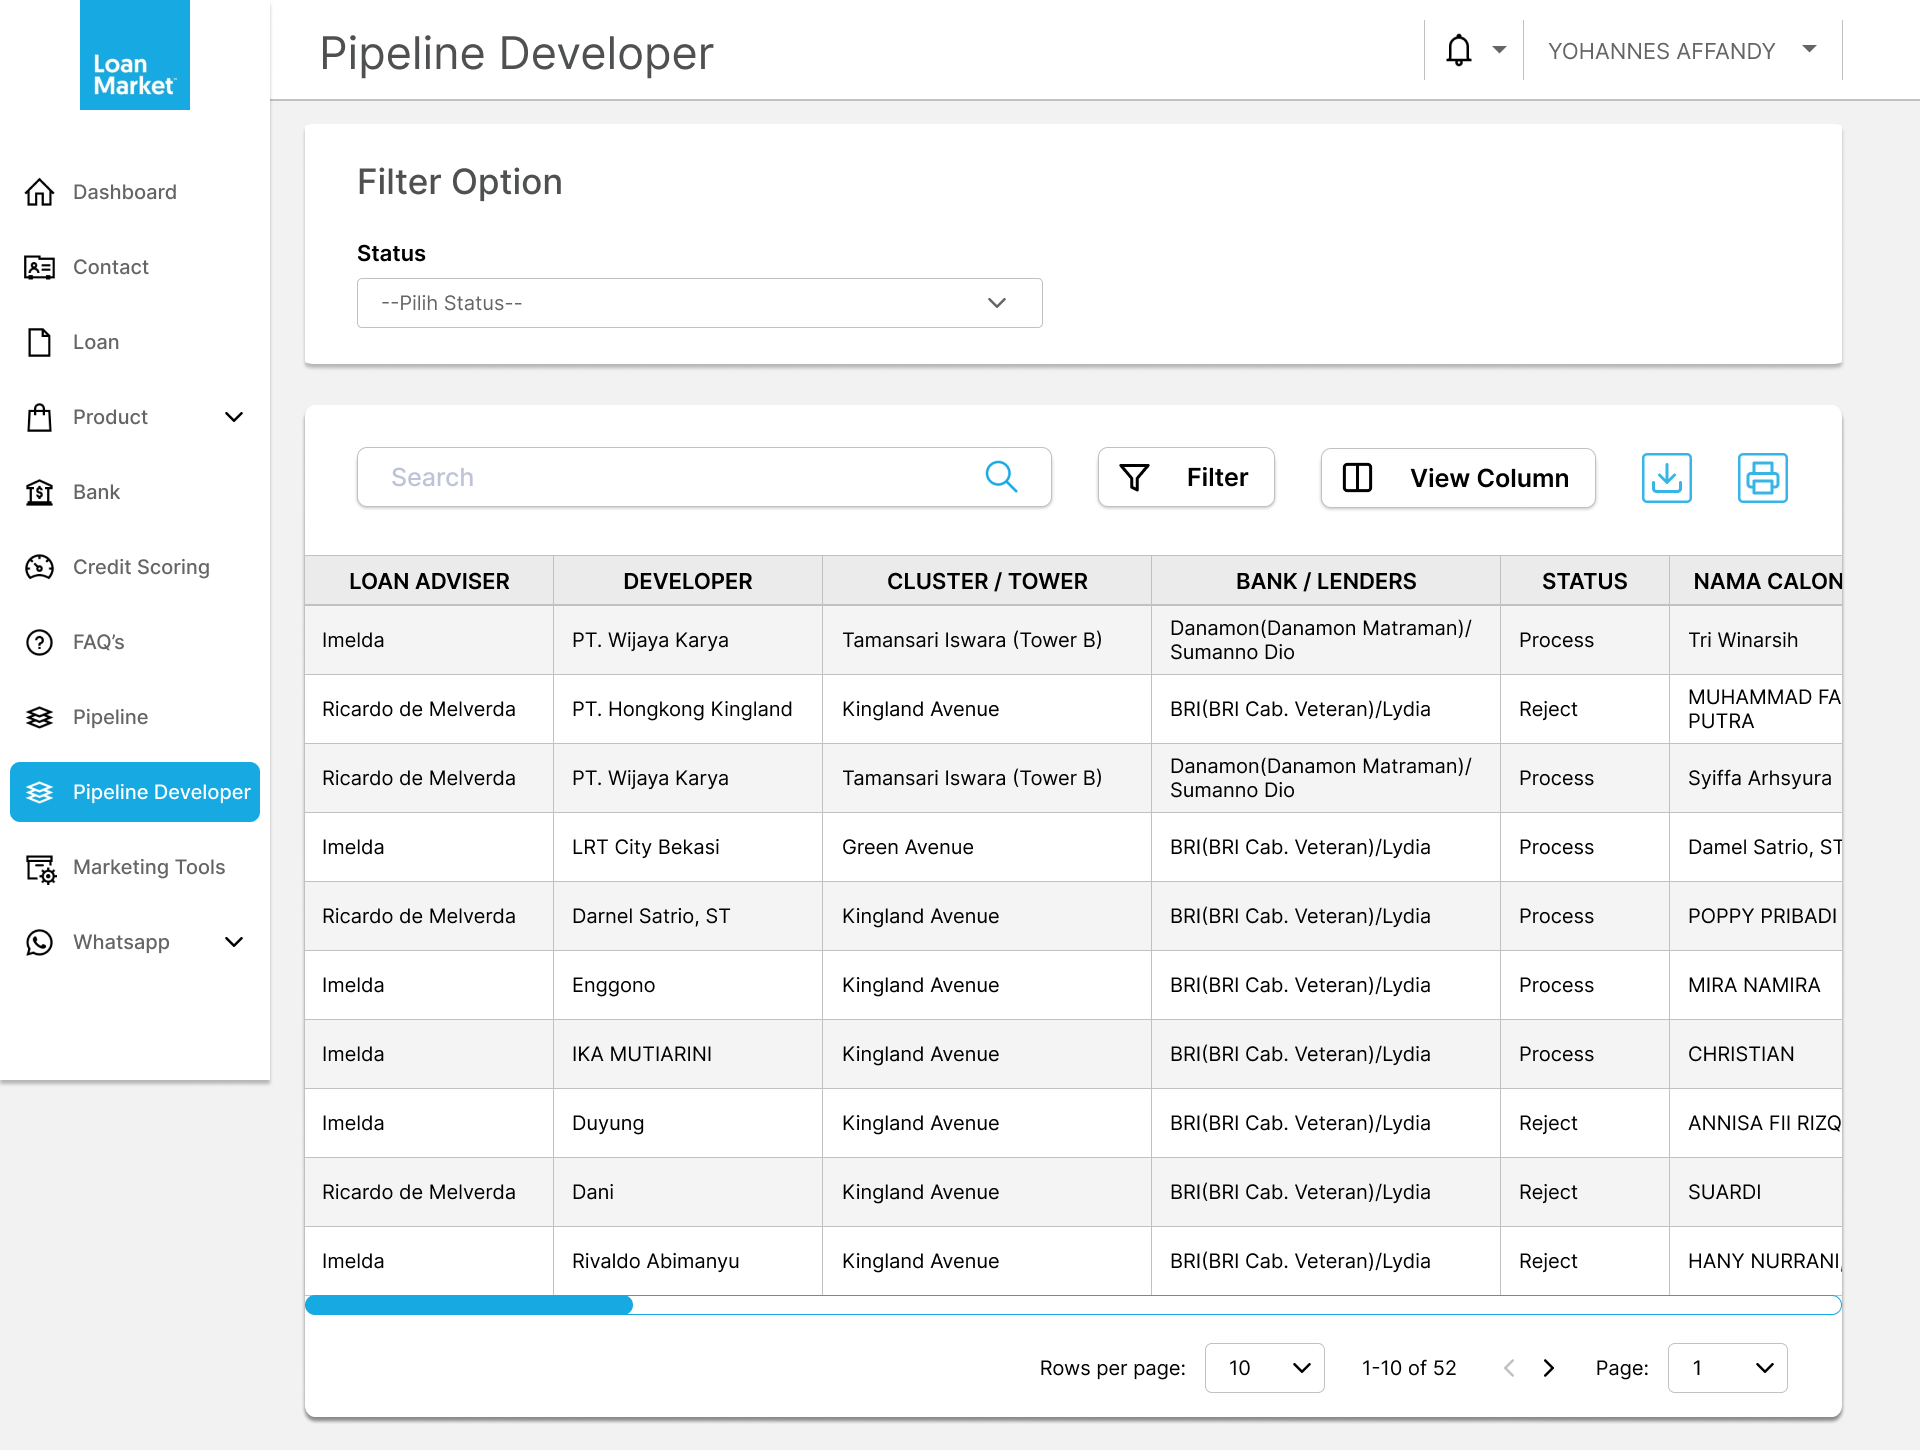 Loan
Market
Pipeline Developer
YOHANNES AFFANDY
Dashboard
Contact
Loan
Product
Bank
Credit Scoring
FAQ’s
Pipeline
Pipeline Developer
Marketing Tools
Whatsapp
Filter Option
Status
--Pilih Status--
Search
Filter
View Column
LOAN ADVISER DEVELOPER CLUSTER / TOWER BANK / LENDERS STATUS NAMA CALON
Imelda PT. Wijaya Karya Tamansari Iswara (Tower B) Danamon(Danamon Matraman)/ Process Tri Winarsih
Sumanno Dio
Ricardo de Melverda PT. Hongkong Kingland Kingland Avenue BRI(BRI Cab. Veteran)/Lydia Reject MUHAMMAD FA
PUTRA
Ricardo de Melverda PT. Wijaya Karya Tamansari Iswara (Tower B) Danamon(Danamon Matraman)/ Process Syiffa Arhsyura
Sumanno Dio
Imelda LRT City Bekasi Green Avenue BRI(BRI Cab. Veteran)/Lydia Process Damel Satrio, ST
Ricardo de Melverda Darnel Satrio, ST Kingland Avenue BRI(BRI Cab. Veteran)/Lydia Process POPPY PRIBADI
Imelda Enggono Kingland Avenue BRI(BRI Cab. Veteran)/Lydia Process MIRA NAMIRA
Imelda IKA MUTIARINI Kingland Avenue BRI(BRI Cab. Veteran)/Lydia Process CHRISTIAN
Imelda Duyung Kingland Avenue BRI(BRI Cab. Veteran)/Lydia Reject ANNISA FII RIZQ
Ricardo de Melverda Dani Kingland Avenue BRI(BRI Cab. Veteran)/Lydia Reject SUARDI
Imelda Rivaldo Abimanyu Kingland Avenue BRI(BRI Cab. Veteran)/Lydia Reject HANY NURRANI,
Rows per page: 10 1-10 of 52 Page: 1